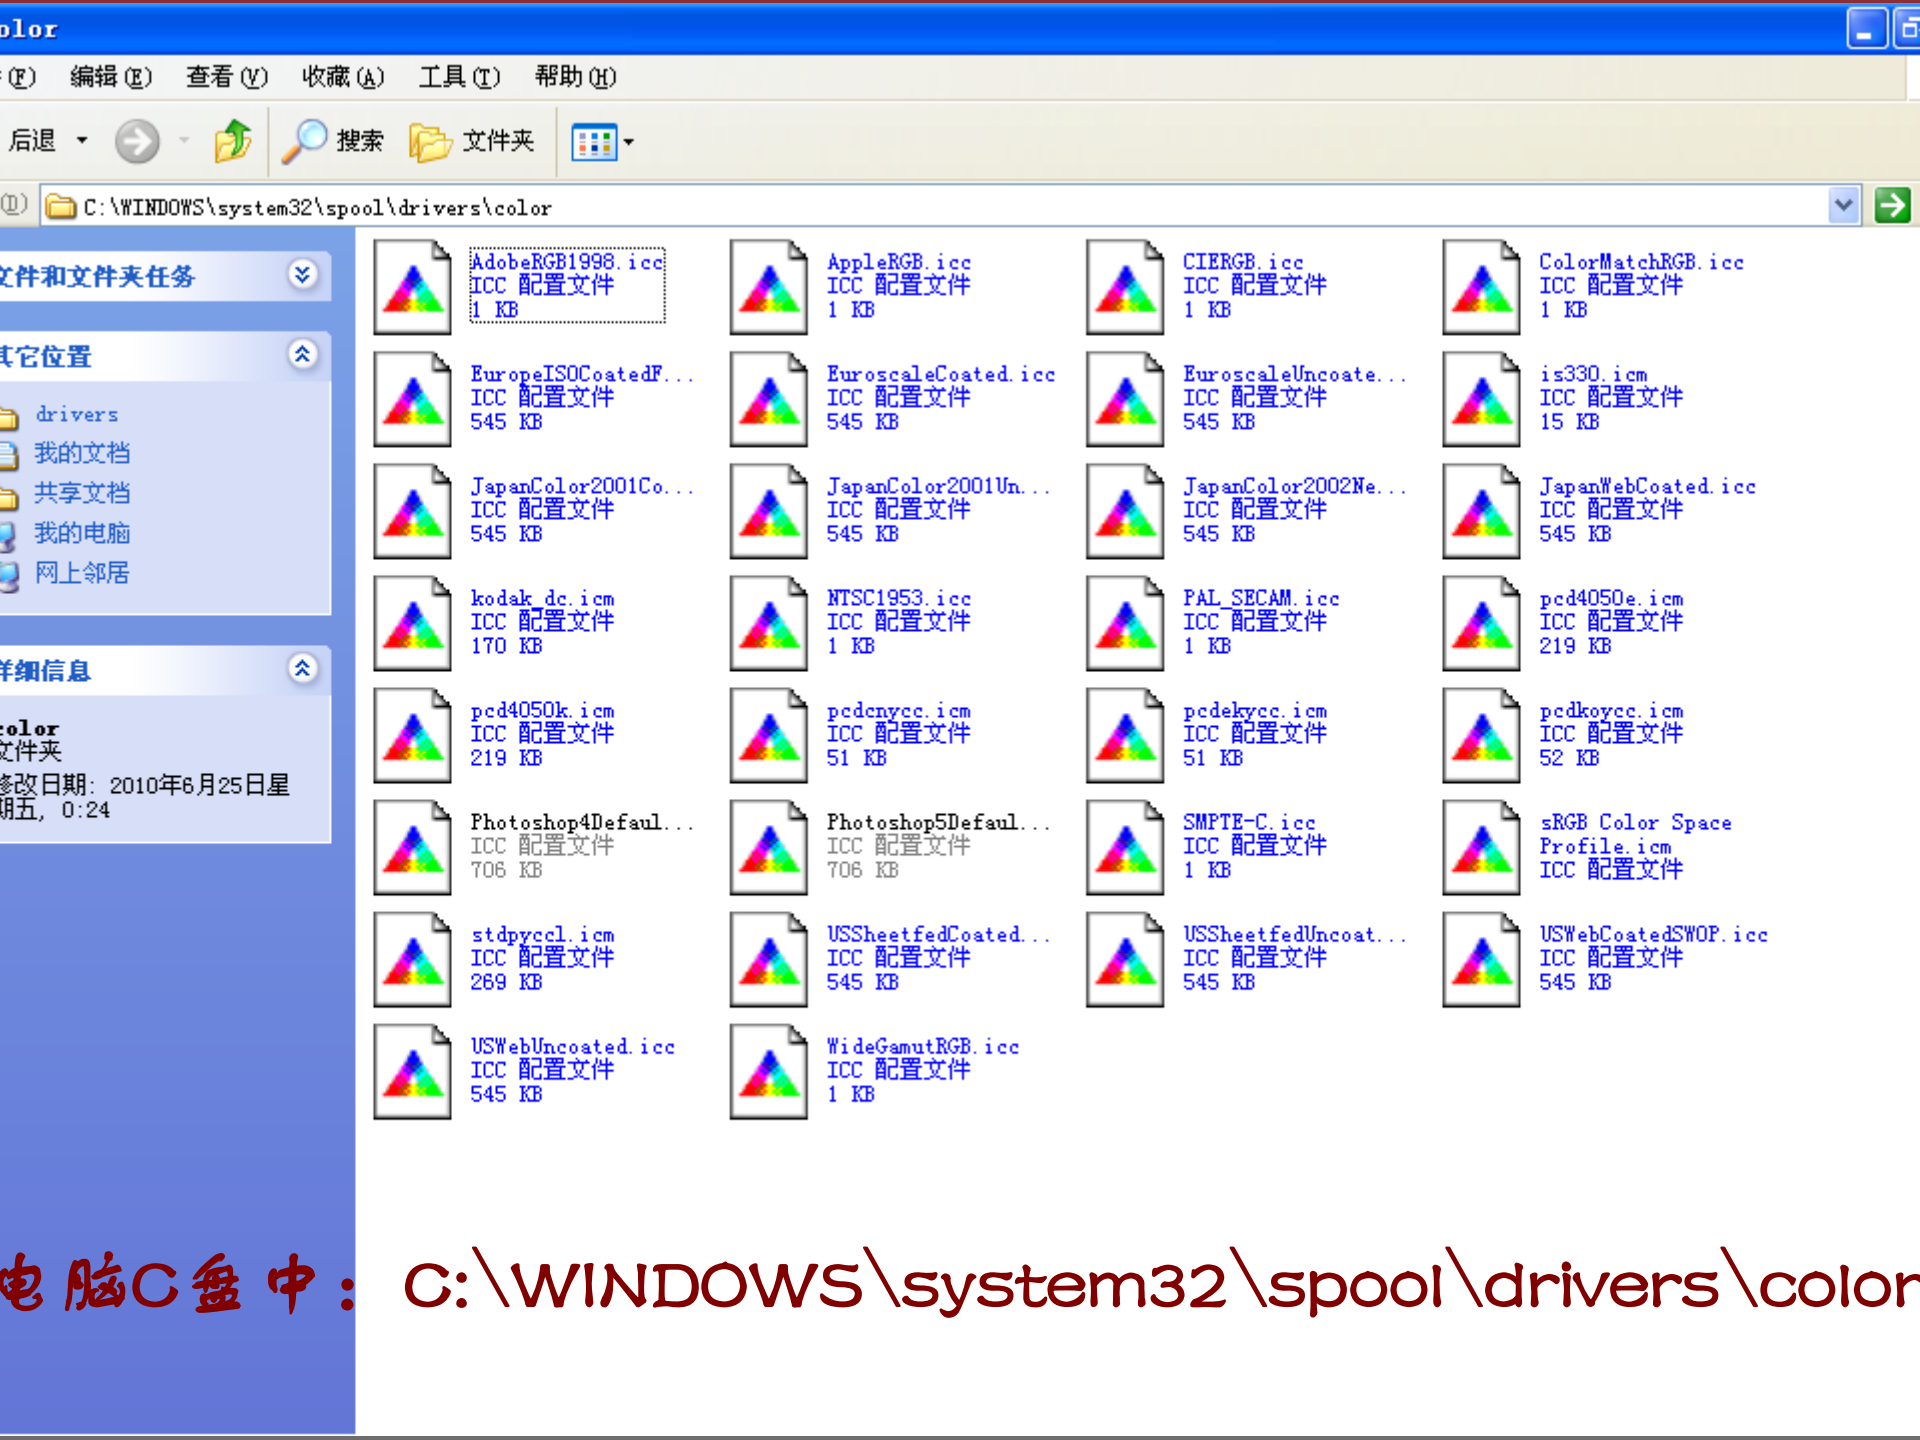 olor
(F) 编辑(E) 查看(V) 收藏(A) 工具(T) 帮助(H)
后退 搜索 文件夹
(D) C:\WINDOWS\system32\spool\drivers\color
文件和文件夹任务
其它位置
drivers
我的文档
共享文档
我的电脑
网上邻居
详细信息
color
文件夹
修改日期: 2010年6月25日星
期五, 0:24
AdobeRGB1998.icc
ICC 配置文件
1 KB
AppleRGB.icc
ICC 配置文件
1 KB
CIERGB.icc
ICC 配置文件
1 KB
ColorMatchRGB.icc
ICC 配置文件
1 KB
EuropeISOCoatedF...
ICC 配置文件
545 KB
EuroscaleCoated.icc
ICC 配置文件
545 KB
EuroscaleUncoate...
ICC 配置文件
545 KB
is330.icm
ICC 配置文件
15 KB
JapanColor2001Co...
ICC 配置文件
545 KB
JapanColor2001Un...
ICC 配置文件
545 KB
JapanColor2002Ne...
ICC 配置文件
545 KB
JapanWebCoated.icc
ICC 配置文件
545 KB
kodak_dc.icm
ICC 配置文件
170 KB
NTSC1953.icc
ICC 配置文件
1 KB
PAL_SECAM.icc
ICC 配置文件
1 KB
pcd4050e.icm
ICC 配置文件
219 KB
pcd4050k.icm
ICC 配置文件
219 KB
pcdcnycc.icm
ICC 配置文件
51 KB
pcdekycc.icm
ICC 配置文件
51 KB
pcdkoycc.icm
ICC 配置文件
52 KB
Photoshop4Defaul...
ICC 配置文件
706 KB
Photoshop5Defaul...
ICC 配置文件
706 KB
SMPTE-C.icc
ICC 配置文件
1 KB
sRGB Color Space
Profile.icm
ICC 配置文件
stdpyccl.icm
ICC 配置文件
269 KB
USSheetfedCoated...
ICC 配置文件
545 KB
USSheetfedUncoat...
ICC 配置文件
545 KB
USWebCoatedSWOP.icc
ICC 配置文件
545 KB
USWebUncoated.icc
ICC 配置文件
545 KB
WideGamutRGB.icc
ICC 配置文件
1 KB
电脑C盘中: C:\WINDOWS\system32\spool\drivers\color